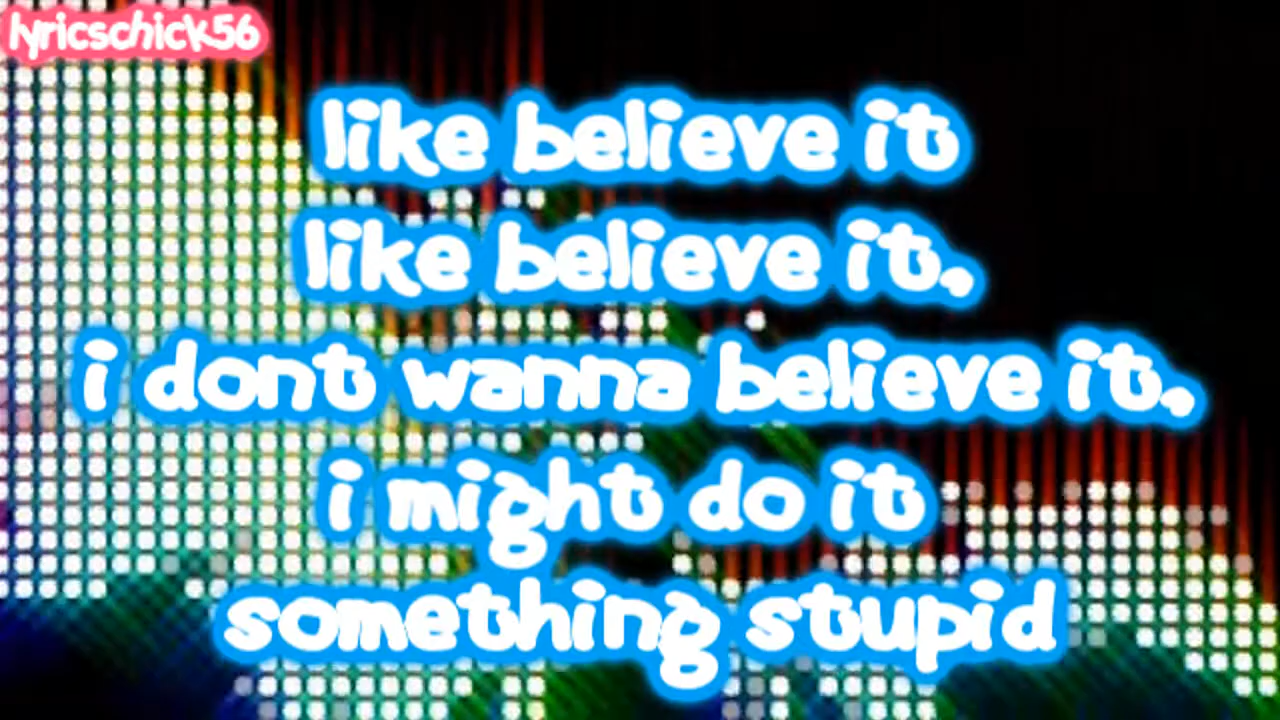 lyricschick56
like believe it
like believe it,
i dont wanna believe it,
i might do it
something stupid